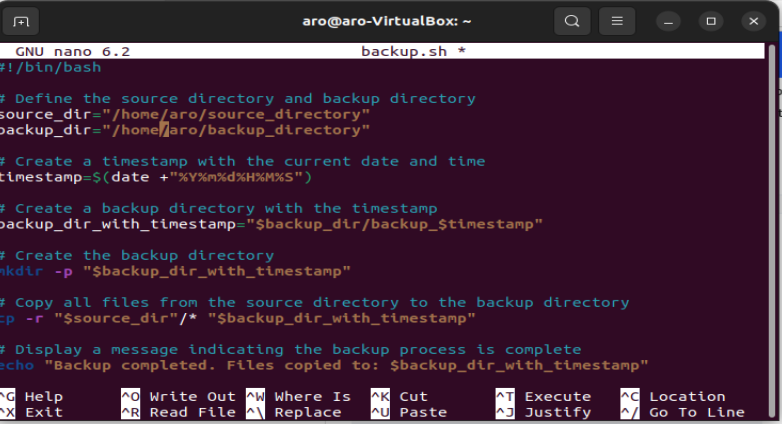 aro@aro-VirtualBox: ~
GNU nano 6.2 backup.sh *
#!/bin/bash
# Define the source directory and backup directory
source_dir="/home/aro/source_directory"
backup_dir="/home/aro/backup_directory"
# Create a timestamp with the current date and time
timestamp=$(date +"%Y%m%d%H%M%S")
# Create a backup directory with the timestamp
backup_dir_with_timestamp="$backup_dir/backup_$timestamp"
# Create the backup directory
mkdir -p "$backup_dir_with_timestamp"
# Copy all files from the source directory to the backup directory
cp -r "$source_dir"/* "$backup_dir_with_timestamp"
# Display a message indicating the backup process is complete
echo "Backup completed. Files copied to: $backup_dir_with_timestamp"
^G Help ^O Write Out ^W Where Is ^K Cut ^T Execute ^C Location
^X Exit ^R Read File ^\ Replace ^U Paste ^J Justify ^/ Go To Line